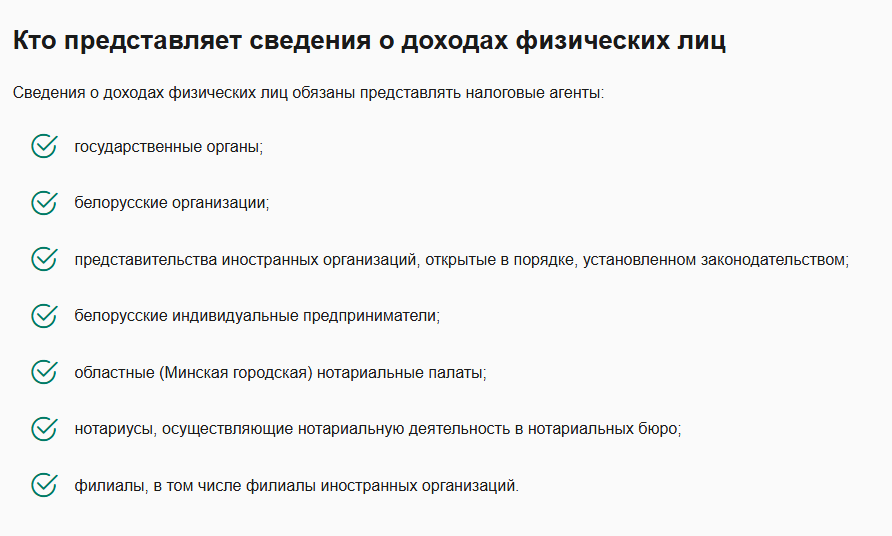 Кто представляет сведения о доходах физических лиц
Сведения о доходах физических лиц обязаны представлять налоговые агенты:
государственные органы;
белорусские организации;
представительства иностранных организаций, открытые в порядке, установленном законодательством;
белорусские индивидуальные предприниматели;
областные (Минская городская) нотариальные палаты;
нотариусы, осуществляющие нотариальную деятельность в нотариальных бюро;
филиалы, в том числе филиалы иностранных организаций.